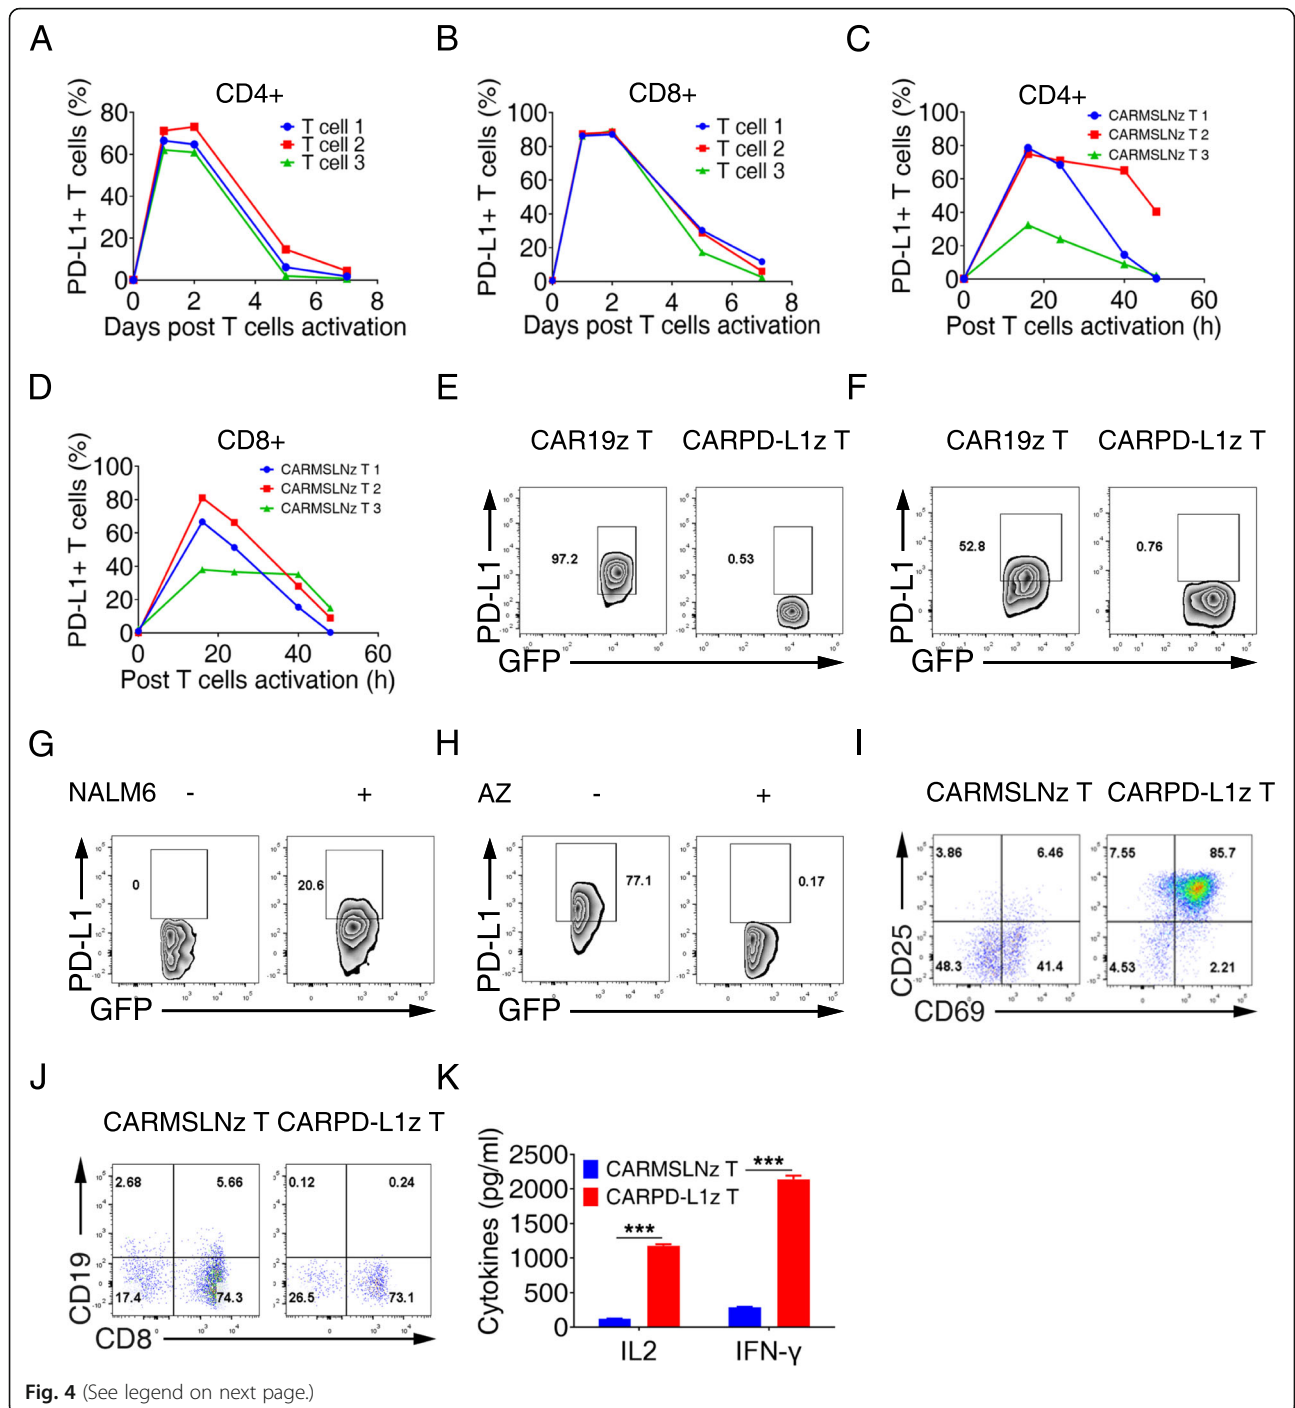 A
CD4+
PD-L1+ T cells (%)
80
60
40
20
0
0 2 4 6 8
Days post T cells activation
T cell 1
T cell 2
T cell 3
B
CD8+
PD-L1+ T cells (%)
100
80
60
40
20
0
0 2 4 6 8
Days post T cells activation
T cell 1
T cell 2
T cell 3
C
CD4+
PD-L1+ T cells (%)
100
80
60
40
20
0
0 20 40 60
Post T cells activation (h)
CARMSLNz T 1
CARMSLNz T 2
CARMSLNz T 3
D
CD8+
PD-L1+ T cells (%)
100
80
60
40
20
0
0 20 40 60
Post T cells activation (h)
CARMSLNz T 1
CARMSLNz T 2
CARMSLNz T 3
E
CAR19z T CARPD-L1z T
97.2
0.53
PD-L1
GFP
F
CAR19z T CARPD-L1z T
52.8
0.76
PD-L1
GFP
G
NALM6 - +
0
20.6
PD-L1
GFP
H
AZ - +
77.1
0.17
PD-L1
GFP
I
CARMSLNz T CARPD-L1z T
3.86 6.46
48.3 41.4
7.55 85.7
4.53 2.21
CD25
CD69
J
CARMSLNz T CARPD-L1z T
2.68 5.66
17.4 74.3
0.12 0.24
26.5 73.1
CD19
CD8
K
Cytokines (pg/ml)
2500
2000
1500
1000
500
0
CARMSLNz T
CARPD-L1z T
***
***
IL2 IFN-γ
Fig. 4 (See legend on next page.)